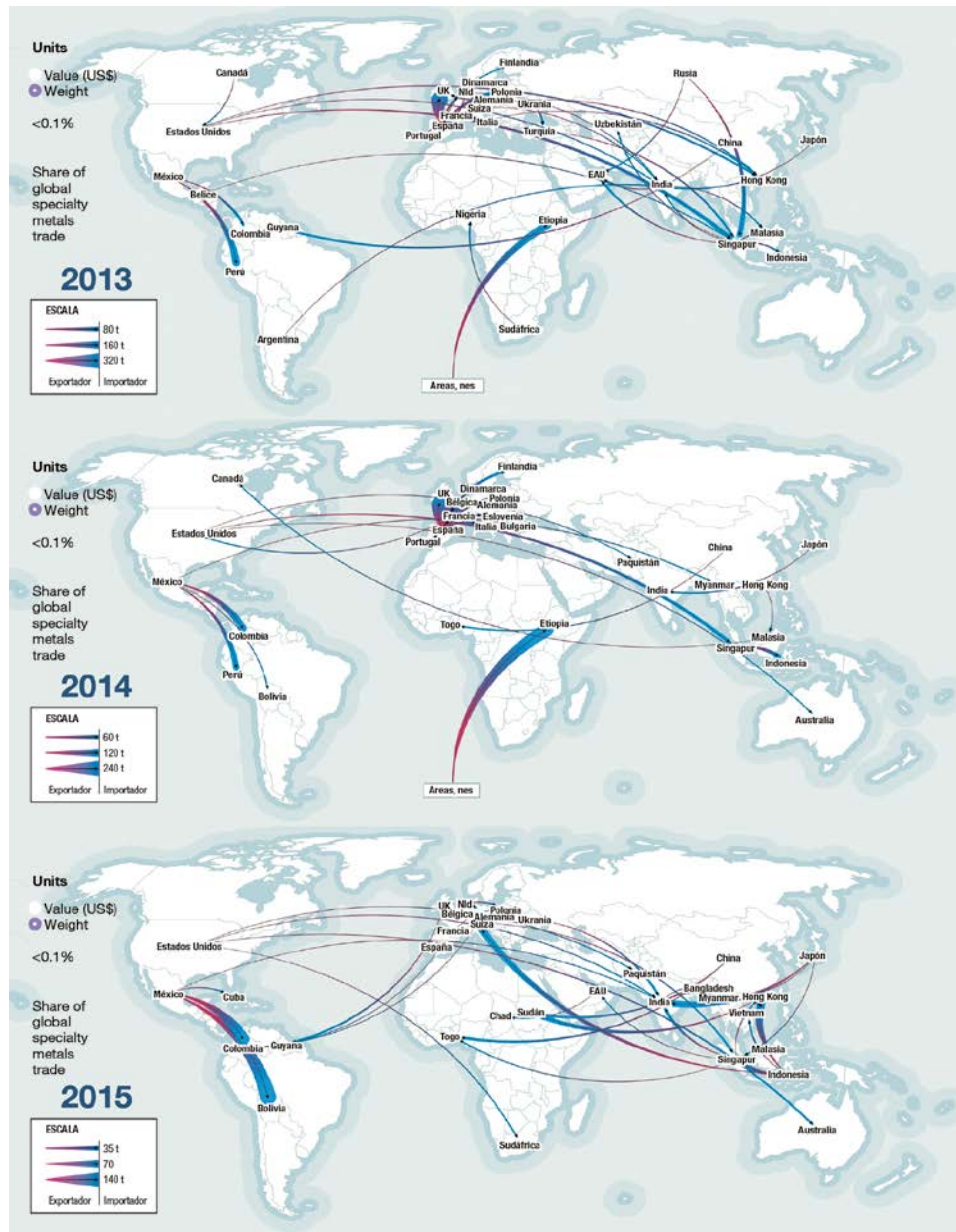 Units
Value (US$)
Weight
<0.1%
Share of
global
specialty
metals
trade
2013
ESCALA
80 t
160 t
320 t
Exportador
Importador
Canadá
Estados Unidos
México
Belice
Colombia
Guyana
Perú
Argentina
Finlandia
Dinamarca
UK
Nld
Polonia
Alemania
Suiza
Ukrania
Francia
España
Italia
Portugal
Turquia
Uzbekistán
Rusia
China
Japón
EAU
India
Hong Kong
Nigeria
Etiopia
Malasia
Singapur
Indonesia
Sudáfrica
Areas, nes
Units
Value (US$)
Weight
<0.1%
Share of
global
specialty
metals
trade
2014
ESCALA
60 t
120 t
240 t
Exportador
Importador
Canadá
Estados Unidos
México
Colombia
Perú
Bolivia
Finlandia
UK
Dinamarca
Bélgica
Polonia
Alemania
Francia
Eslovenia
España
Italia
Bulgaria
Portugal
Paquistán
China
Japón
India
Myanmar
Hong Kong
Togo
Etiopia
Malasia
Singapur
Indonesia
Australia
Areas, nes
Units
Value (US$)
Weight
<0.1%
Share of
global
specialty
metals
trade
2015
ESCALA
35 t
70
140 t
Exportador
Importador
Estados Unidos
México
Cuba
Colombia
Guyana
Bolivia
UK
Nld
Bélgica
Polonia
Alemania
Suiza
Ukrania
Francia
España
Paquistán
China
Japón
EAU
India
Bangladesh
Myanmar
Hong Kong
Vietnam
Chad
Sudán
Togo
Malasia
Singapur
Indonesia
Sudáfrica
Australia